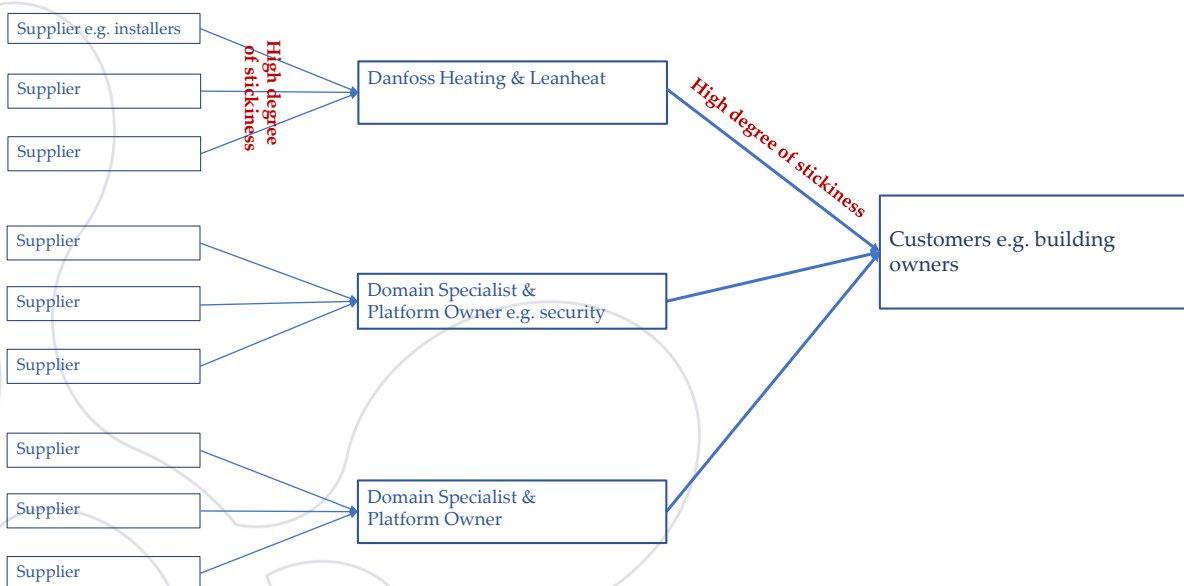 Supplier e.g. installers
High degree
of stickiness
Supplier
Supplier
Danfoss Heating & Leanheat
High degree of stickiness
Customers e.g. building
owners
Supplier
Supplier
Supplier
Domain Specialist &
Platform Owner e.g. security
Supplier
Supplier
Supplier
Domain Specialist &
Platform Owner